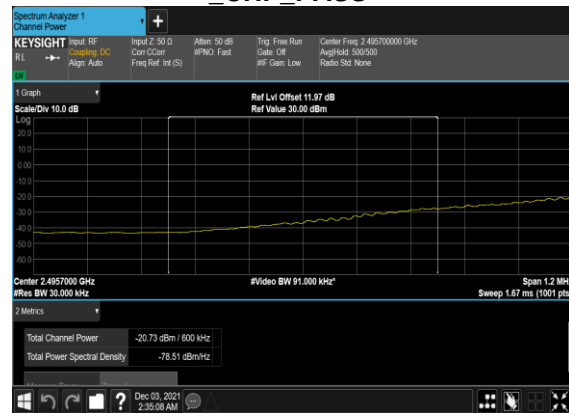 Spectrum Analyzer 1
Channel Power
+
KEYSIGHT Input: RF Input Z: 50 Ω Atten: 50 dB Trig: Free Run Center Freq: 2.495700000 GHz
RL Coupling: DC Corr CCorr #PNO: Fast Gate: Off Avg|Hold: 500/500
Align: Auto Freq Ref: Int (S) #IF Gain: Low Radio Std: None
1 Graph
Ref Lvl Offset 11.97 dB
Scale/Div 10.0 dB Ref Value 30.00 dBm
Log
20.0
10.0
0.00
-10.0
-20.0
-30.0
-40.0
-50.0
-60.0
Center 2.4957000 GHz #Video BW 91.000 kHz* Span 1.2 MH
#Res BW 30.000 kHz Sweep 1.67 ms (1001 pts
2 Metrics
Total Channel Power -20.73 dBm / 600 kHz
Total Power Spectral Density -78.51 dBm/Hz
? Dec 03, 2021
2:35:08 AM